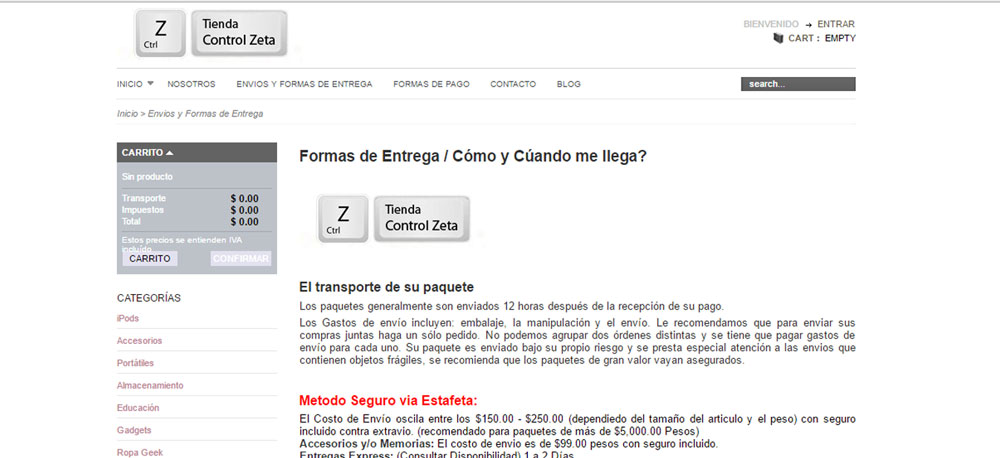 Z
Ctrl
Tienda
Control Zeta
BIENVENIDO → ENTRAR
CART : EMPTY
INICIO NOSOTROS ENVIOS Y FORMAS DE ENTREGA FORMAS DE PAGO CONTACTO BLOG
search...
Inicio > Envios y Formas de Entrega
CARRITO
Sin producto
Transporte $ 0.00
Impuestos $ 0.00
Total $ 0.00
Estos precios se entienden IVA
incluído
CARRITO CONFIRMAR
CATEGORÍAS
iPods
Accesorios
Portátiles
Almacenamiento
Educación
Gadgets
Ropa Geek
Formas de Entrega / Cómo y Cúando me llega?
Z
Ctrl
Tienda
Control Zeta
El transporte de su paquete
Los paquetes generalmente son enviados 12 horas después de la recepción de su pago.
Los Gastos de envío incluyen: embalaje, la manipulación y el envío. Le recomendamos que para enviar sus
compras juntas haga un sólo pedido. No podemos agrupar dos órdenes distintas y se tiene que pagar gastos de
envío para cada uno. Su paquete es enviado bajo su propio riesgo y se presta especial atención a las envios que
contienen objetos frágiles, se recomienda que los paquetes de gran valor vayan asegurados.
Metodo Seguro via Estafeta:
El Costo de Envío oscila entre los $150.00 - $250.00 (dependiedo del tamaño del articulo y el peso) con seguro
incluido contra extravio. (recomendado para paquetes de más de $5,000.00 Pesos)
Accesorios y/o Memorias: El costo de envio es de $99.00 pesos con seguro incluido.
Entregas Express: (Consultar Disponibilidad) 1 a 2 Días